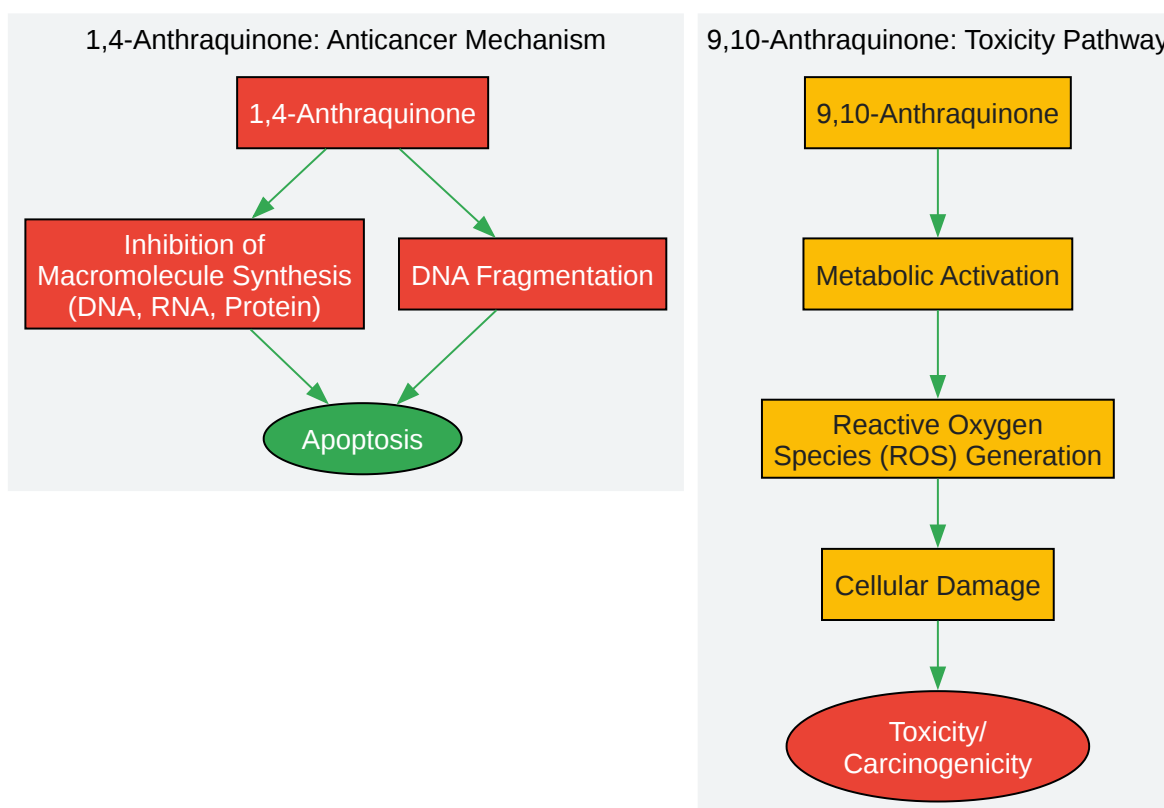 1,4-Anthraquinone: Anticancer Mechanism
1,4-Anthraquinone
Inhibition of
Macromolecule Synthesis
(DNA, RNA, Protein)
DNA Fragmentation
Apoptosis
9,10-Anthraquinone: Toxicity Pathway
9,10-Anthraquinone
Metabolic Activation
Reactive Oxygen
Species (ROS) Generation
Cellular Damage
Toxicity/
Carcinogenicity